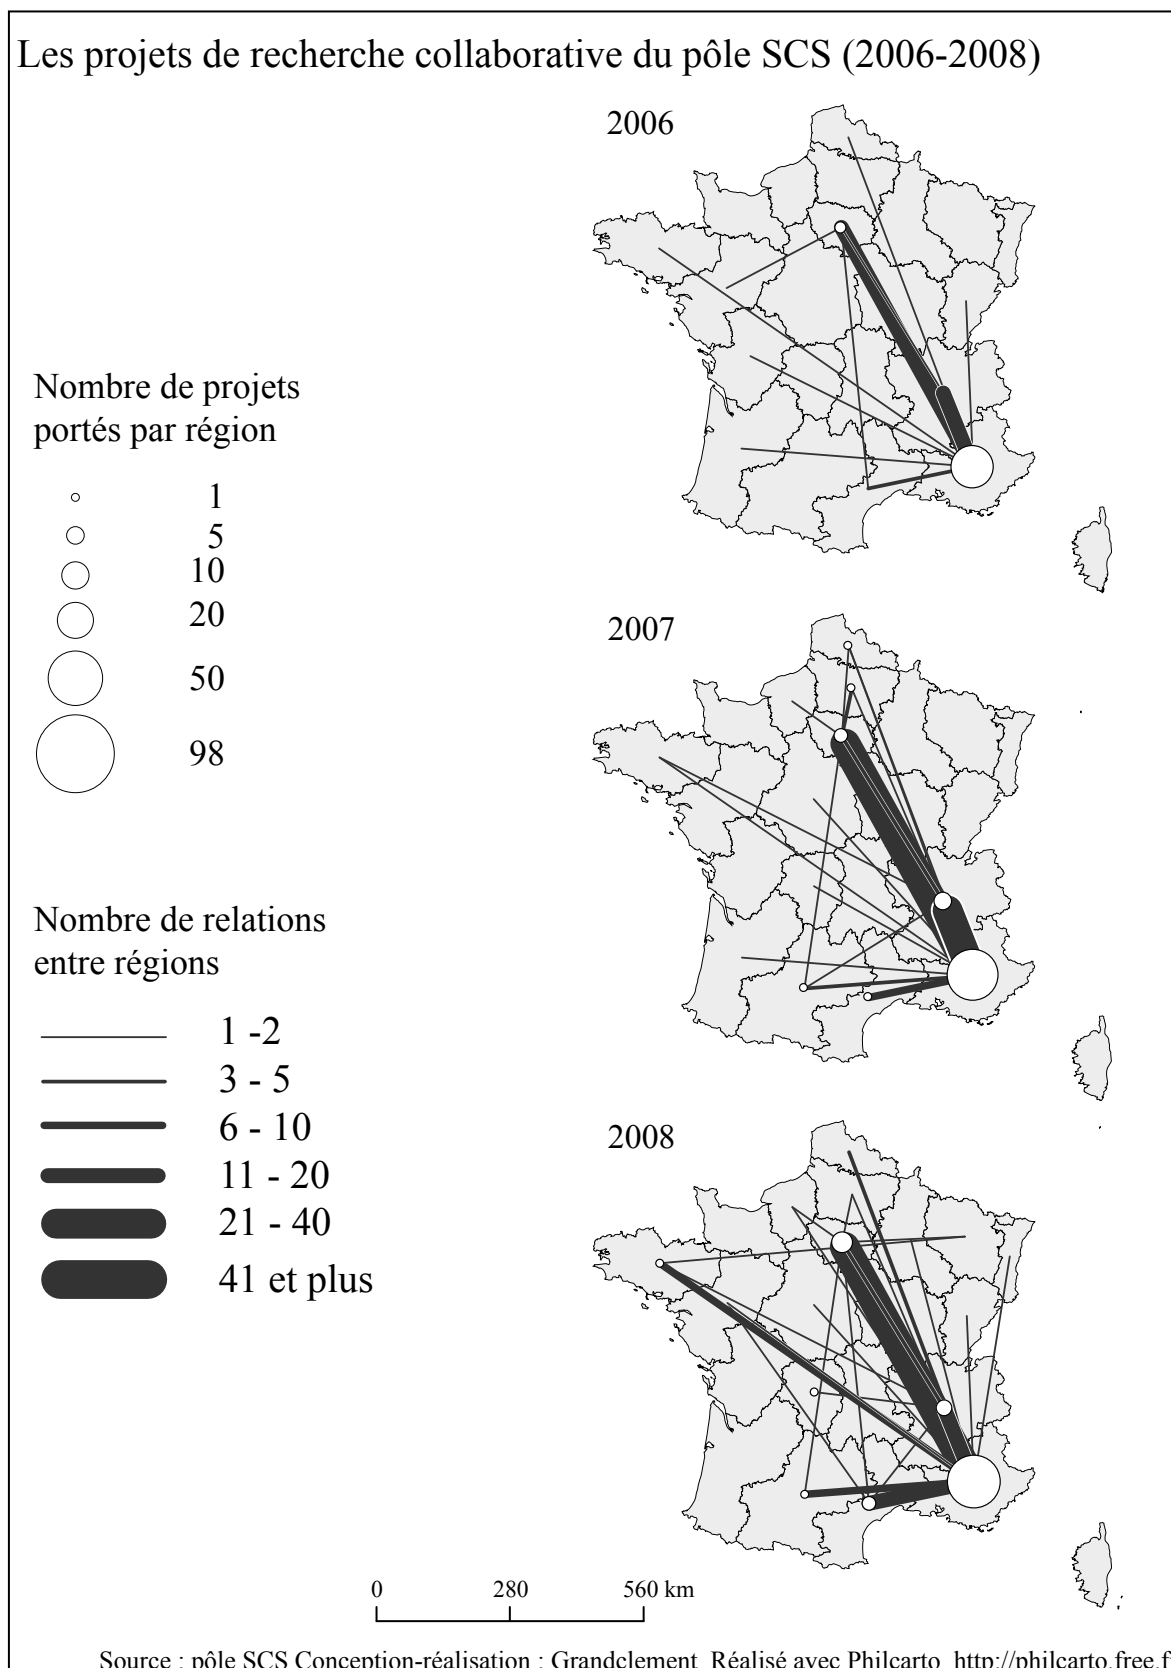 Les projets de recherche collaborative du pôle SCS (2006-2008)
2006
Nombre de projets
portés par région
1
5
10
20
50
98
2007
Nombre de relations
entre régions
1 -2
3 - 5
6 - 10
11 - 20
21 - 40
41 et plus
2008
0 280 560 km
Source : pôle SCS Conception-réalisation : Grandclement Réalisé avec Philcarto http://philcarto.free.f